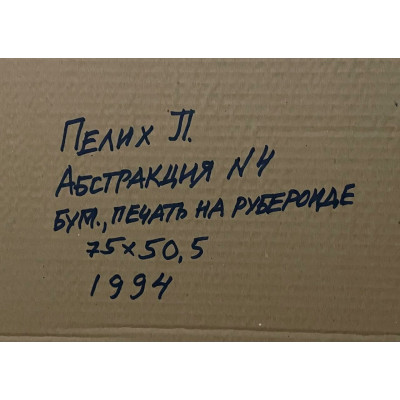 Пелих П.
Абстракция N4
Бум., печать на рубероиде
75×50,5
1994